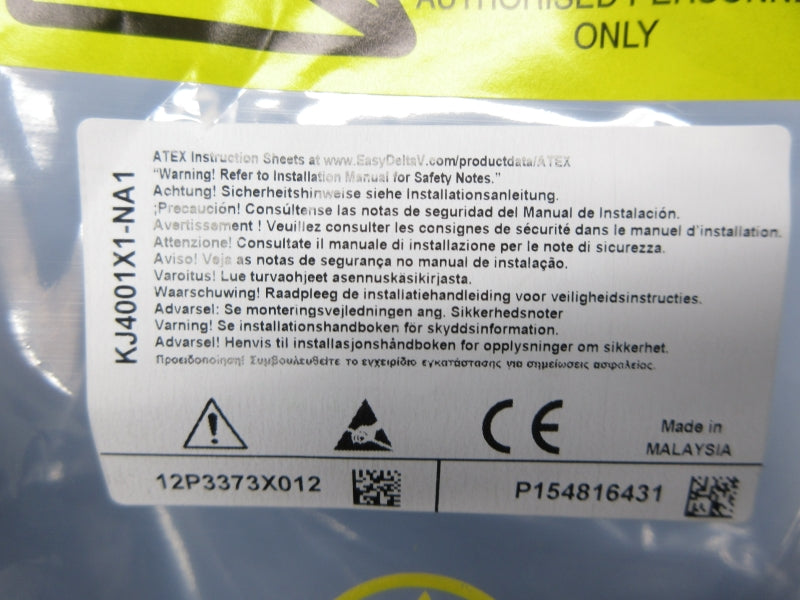 AUTHORISED PERSONNE
ONLY
KJ4001X1-NA1
ATEX Instruction Sheets at www.EasyDeltaV.com/productdata/ATEX
"Warning! Refer to Installation Manual for Safety Notes."
Achtung! Sicherheitshinweise siehe Installationsanleitung.
¡Precaución! Consúltense las notas de seguridad del Manual de Instalación.
Avertissement ! Veuillez consulter les consignes de sécurité dans le manuel d'installation.
Attenzione! Consultate il manuale di installazione per le note di sicurezza.
Aviso! Veja as notas de segurança no manual de instalação.
Varoitus! Lue turvaohjeet asennuskäsikirjasta.
Waarschuwing! Raadpleeg de installatiehandleiding voor veiligheidsinstructies.
Advarsel: Se monteringsvejledningen ang. Sikkerhedsnoter
Varning! Se installationshandboken för skyddsinformation.
Advarsel! Henvis til installasjonshåndboken for opplysninger om sikkerhet.
Προειδοποίηση! Συμβουλευθείτε το εγχειρίδιο εγκατάστασης για σημειώσεις ασφαλείας.
CE
Made in
MALAYSIA
12P3373X012
P154816431